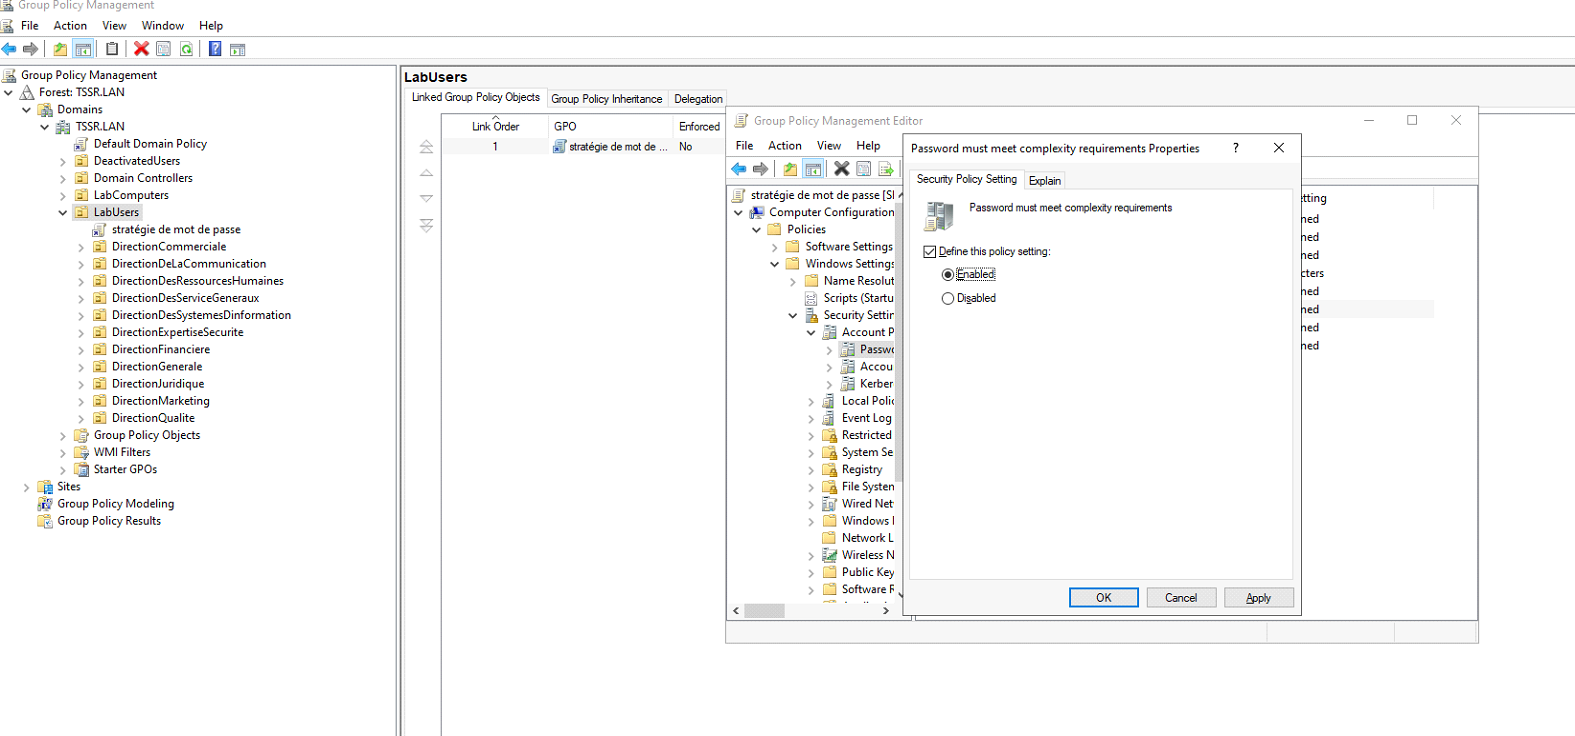 Group Policy Management
File Action View Window Help
Group Policy Management
Forest: TSSR.LAN
Domains
TSSR.LAN
Default Domain Policy
DeactivatedUsers
Domain Controllers
LabComputers
LabUsers
stratégie de mot de passe
DirectionCommerciale
DirectionDeLaCommunication
DirectionDesRessourcesHumaines
DirectionDesServiceGeneraux
DirectionDesSystemesDinformation
DirectionExpertiseSecurite
DirectionFinanciere
DirectionGenerale
DirectionJuridique
DirectionMarketing
DirectionQualite
Group Policy Objects
WMI Filters
Starter GPOs
Sites
Group Policy Modeling
Group Policy Results
LabUsers
Linked Group Policy Objects Group Policy Inheritance Delegation
Link Order GPO Enforced
1 stratégie de mot de ... No
Group Policy Management Editor
File Action View Help
stratégie de mot de passe [S
Computer Configuration
Policies
Software Settings
Windows Settings
Name Resolut
Scripts (Startu
Security Settin
Account P
Passwo
Accou
Kerber
Local Polic
Event Log
Restricted
System Se
Registry
File System
Wired Net
Windows
Network L
Wireless N
Public Key
Software R
etting
ned
ned
ned
cters
ned
ned
ned
ned
Password must meet complexity requirements Properties ?
Security Policy Setting Explain
Password must meet complexity requirements
Define this policy setting:
Enabled
Disabled
OK Cancel Apply